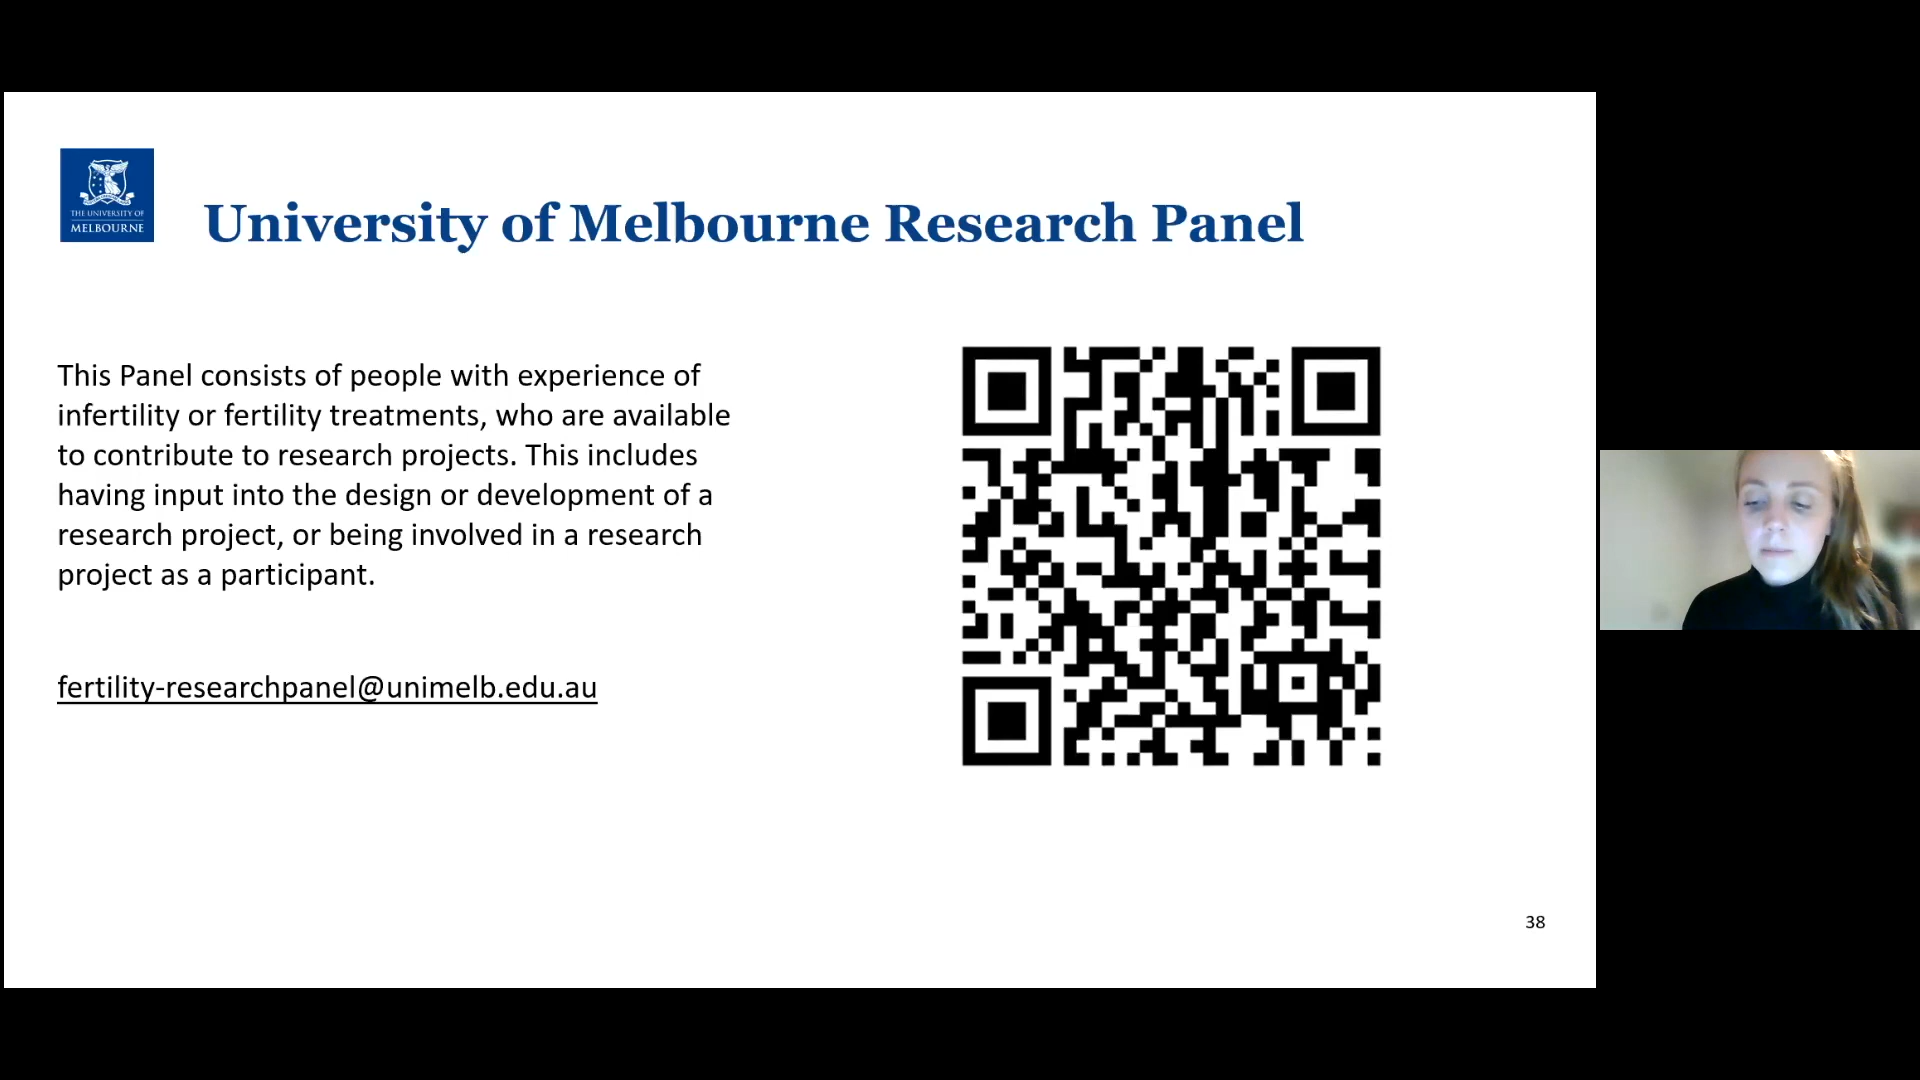 THE UNIVERSITY OF
MELBOURNE
University of Melbourne Research Panel
This Panel consists of people with experience of
infertility or fertility treatments, who are available
to contribute to research projects. This includes
having input into the design or development of a
research project, or being involved in a research
project as a participant.
fertility-researchpanel@unimelb.edu.au
38